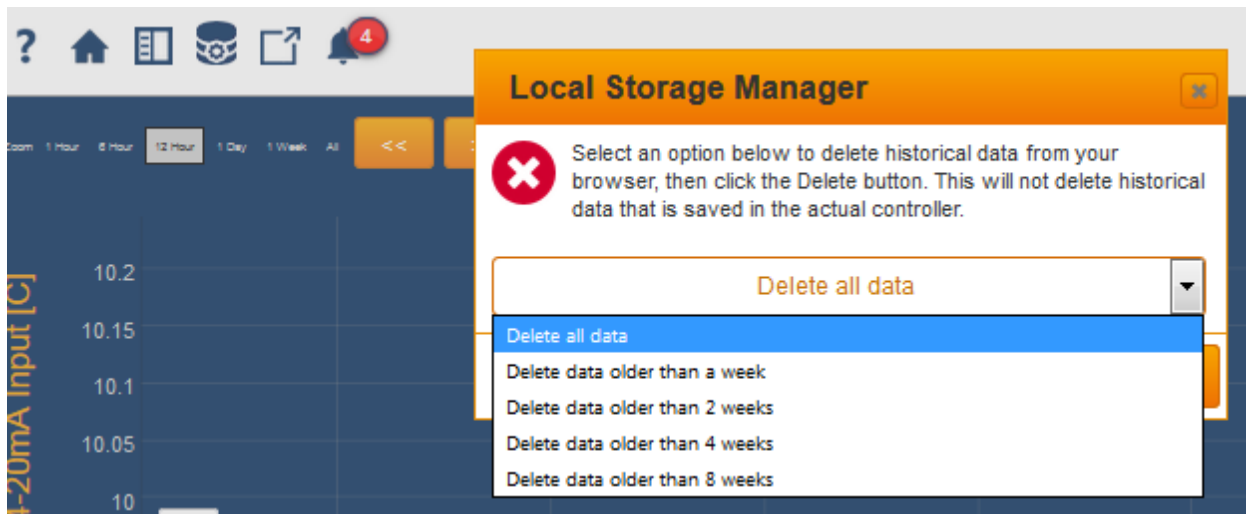 ?
4
Local Storage Manager
Zoom 1 Hour 6 Hour 12 Hour 1 Day 1 Week All <<
Select an option below to delete historical data from your
browser, then click the Delete button. This will not delete historical
data that is saved in the actual controller.
4-20mA Input [C]
10.2
10.15
10.1
10.05
10
Delete all data
Delete all data
Delete data older than a week
Delete data older than 2 weeks
Delete data older than 4 weeks
Delete data older than 8 weeks